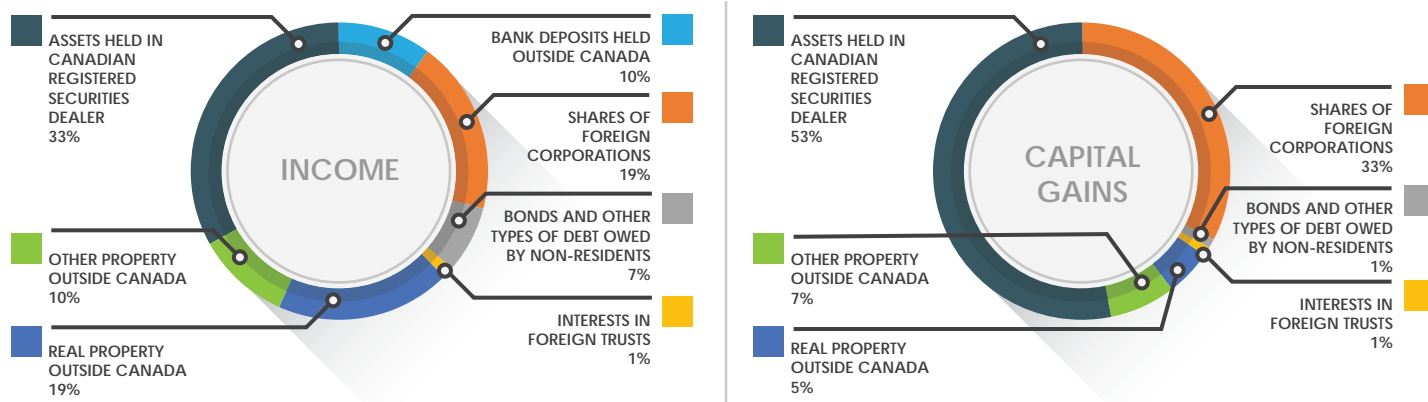 ASSETS HELD IN
CANADIAN
REGISTERED
SECURITIES
DEALER
33%
OTHER PROPERTY
OUTSIDE CANADA
10%
REAL PROPERTY
OUTSIDE CANADA
19%
INCOME
BANK DEPOSITS HELD
OUTSIDE CANADA
10%
SHARES OF
FOREIGN
CORPORATIONS
19%
BONDS AND OTHER
TYPES OF DEBT OWED
BY NON-RESIDENTS
7%
INTERESTS IN
FOREIGN TRUSTS
1%
ASSETS HELD IN
CANADIAN
REGISTERED
SECURITIES
DEALER
53%
OTHER PROPERTY
OUTSIDE CANADA
7%
REAL PROPERTY
OUTSIDE CANADA
5%
CAPITAL
GAINS
SHARES OF
FOREIGN
CORPORATIONS
33%
BONDS AND OTHER
TYPES OF DEBT OWED
BY NON-RESIDENTS
1%
INTERESTS IN
FOREIGN TRUSTS
1%